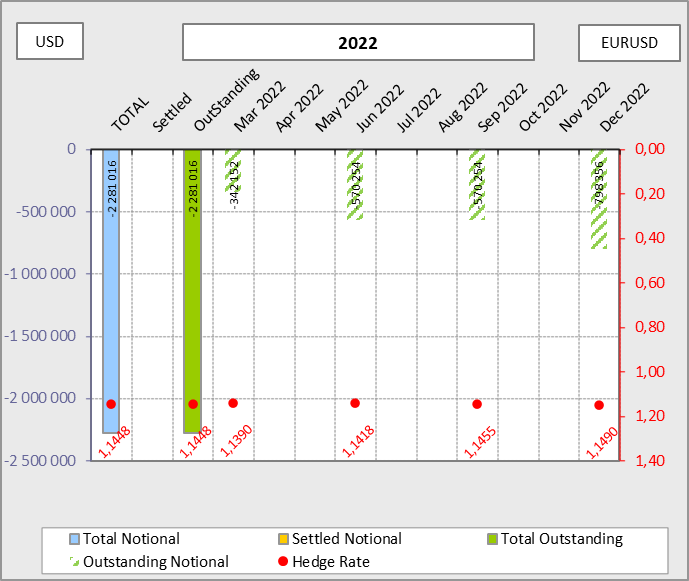 USD
2022
EURUSD
TOTAL
Settled
OutStanding
Mar 2022
Apr 2022
May 2022
Jun 2022
Jul 2022
Aug 2022
Sep 2022
Oct 2022
Nov 2022
Dec 2022
0
-500 000
-1 000 000
-1 500 000
-2 000 000
-2 500 000
-2 281 016
-2 281 016
-342 152
-570 254
-570 254
-798 356
0,00
0,20
0,40
0,60
0,80
1,00
1,20
1,40
1,1448
1,1448
1,1390
1,1418
1,1455
1,1490
Total Notional
Settled Notional
Total Outstanding
Outstanding Notional
Hedge Rate